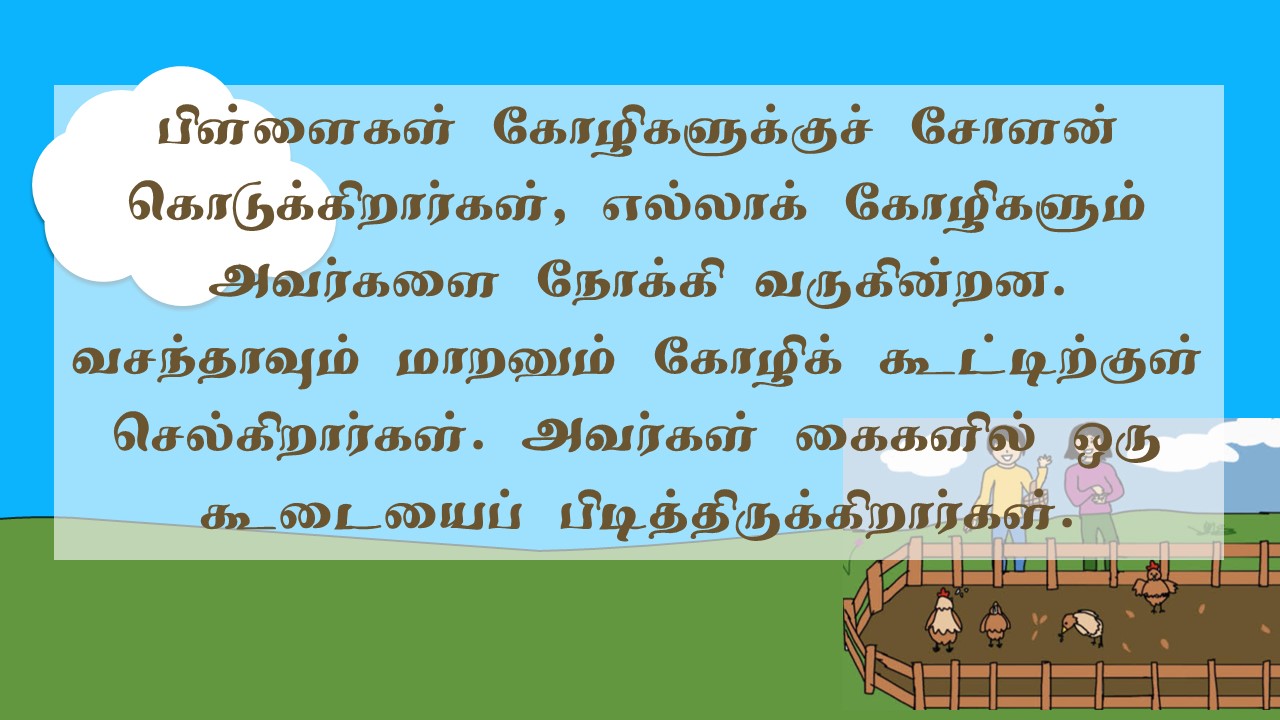 பிள்ளைகள் கோழிகளுக்குச் சோளன்
கொடுக்கிறார்கள், எல்லாக் கோழிகளும்
அவர்களை நோக்கி வருகின்றன.
வசந்தாவும் மாறனும் கோழிக் கூட்டிற்குள்
செல்கிறார்கள். அவர்கள் கைகளில் ஒரு
கூடையைப் பிடித்திருக்கிறார்கள்.